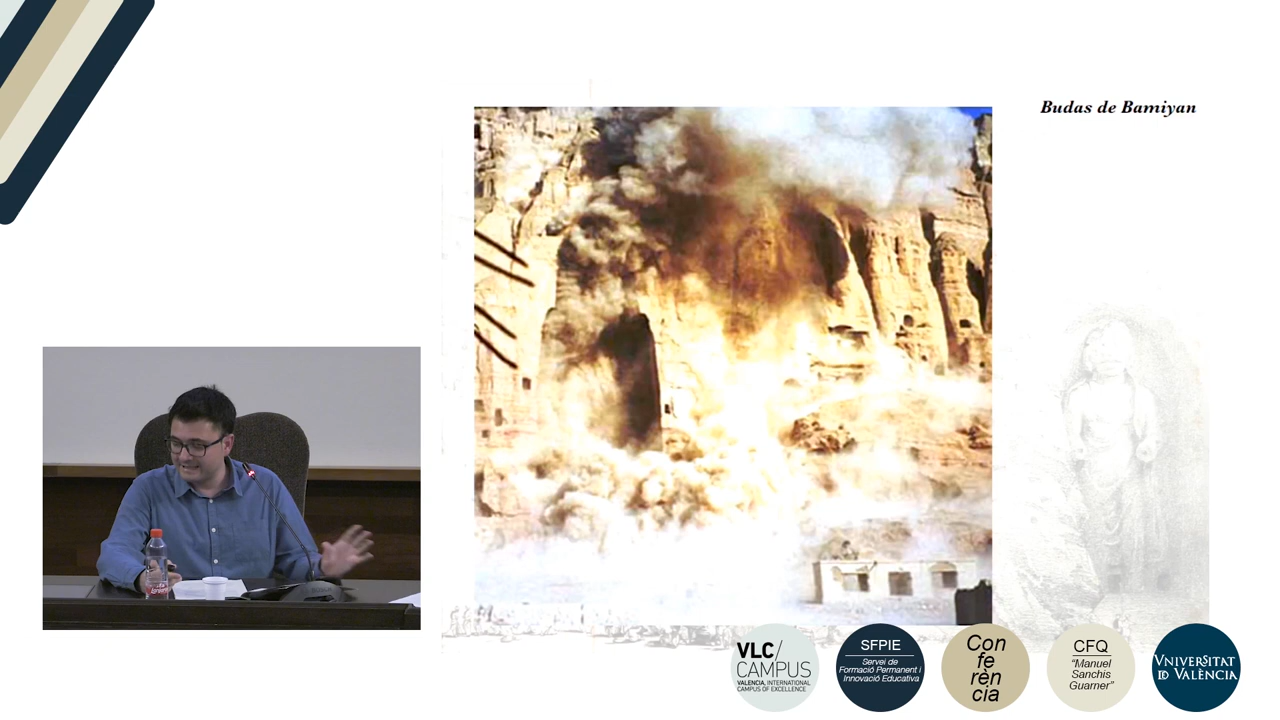 Budas de Bamiyan
VLC/
CAMPUS
VALENCIA, INTERNATIONAL
CAMPUS OF EXCELLENCE
SFPIE
Servei de
Formació Permanent i
Innovació Educativa
Con
fe
rèn
cia
CFQ
"Manuel
Sanchis
Guarner"
VNIVERSITAT
ID VALÈNCIA